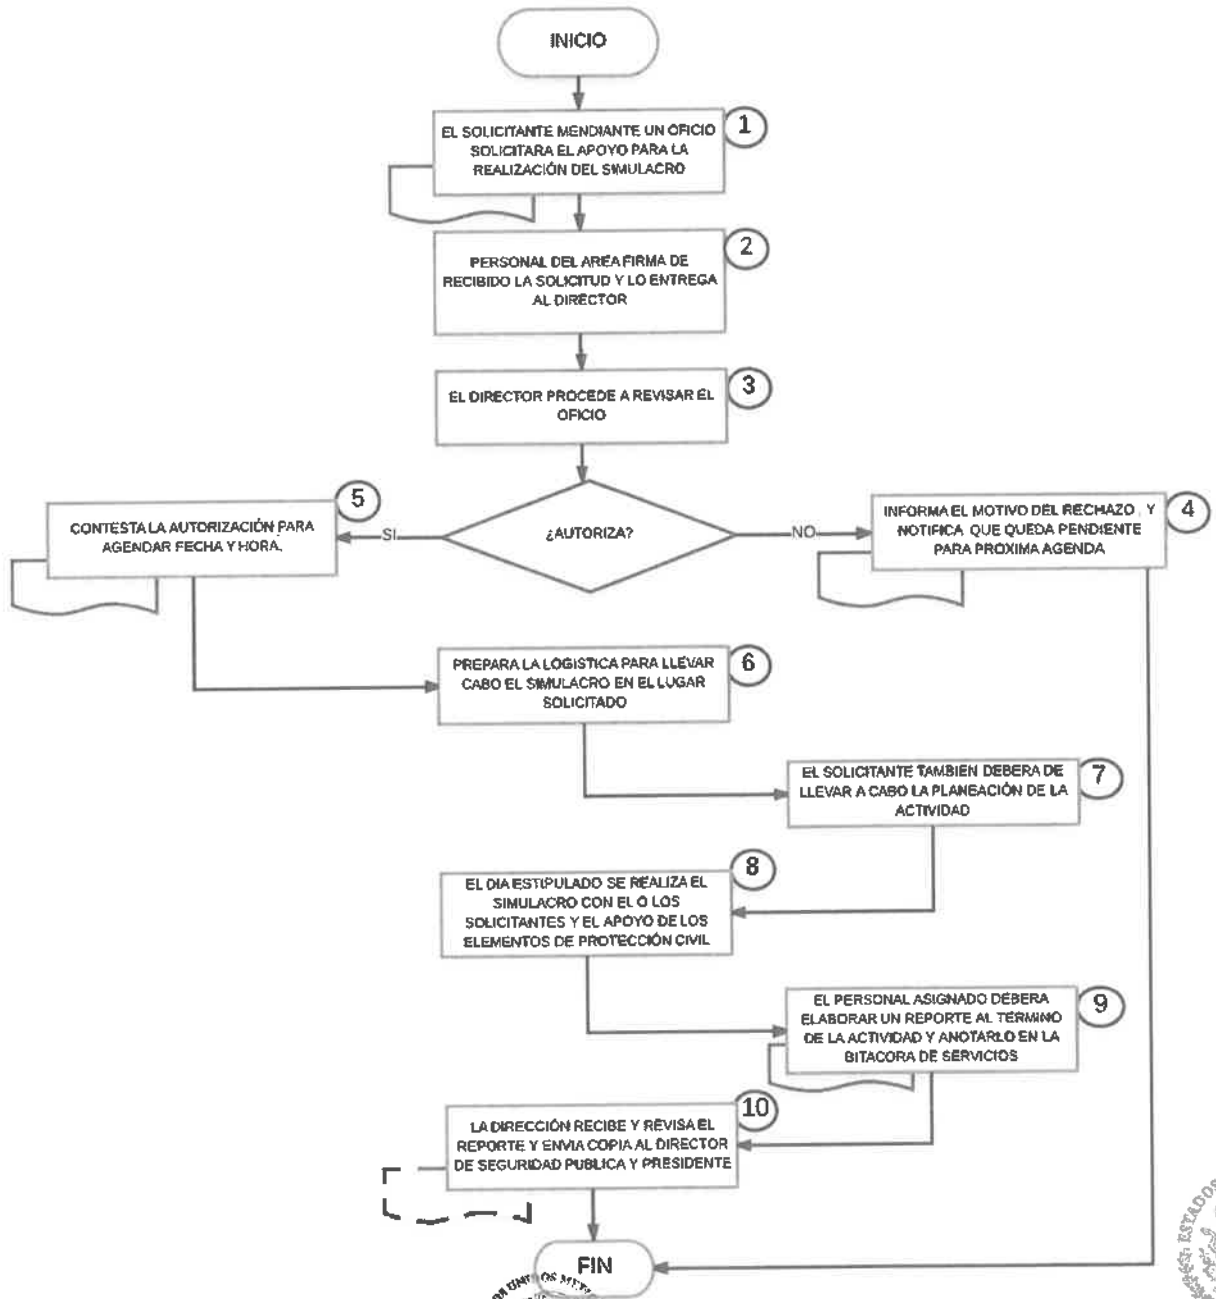 INICIO
1
EL SOLICITANTE MENDIANTE UN OFICIO
SOLICITARA EL APOYO PARA LA
REALIZACIÓN DEL SIMULACRO
2
PERSONAL DEL AREA FIRMA DE
RECIBIDO LA SOLICITUD Y LO ENTREGA
AL DIRECTOR
3
EL DIRECTOR PROCEDE A REVISAR EL
OFICIO
¿AUTORIZA?
SI
NO
5
CONTESTA LA AUTORIZACIÓN PARA
AGENDAR FECHA Y HORA.
4
INFORMA EL MOTIVO DEL RECHAZO , Y
NOTIFICA QUE QUEDA PENDIENTE
PARA PROXIMA AGENDA
6
PREPARA LA LOGISTICA PARA LLEVAR
CABO EL SIMULACRO EN EL LUGAR
SOLICITADO
7
EL SOLICITANTE TAMBIEN DEBERA DE
LLEVAR A CABO LA PLANEACIÓN DE LA
ACTIVIDAD
8
EL DIA ESTIPULADO SE REALIZA EL
SIMULACRO CON EL O LOS
SOLICITANTES Y EL APOYO DE LOS
ELEMENTOS DE PROTECCIÓN CIVIL
9
EL PERSONAL ASIGNADO DEBERA
ELABORAR UN REPORTE AL TERMINO
DE LA ACTIVIDAD Y ANOTARLO EN LA
BITACORA DE SERVICIOS
10
LA DIRECCIÓN RECIBE Y REVISA EL
REPORTE Y ENVIA COPIA AL DIRECTOR
DE SEGURIDAD PUBLICA Y PRESIDENTE
FIN
ESTADOS